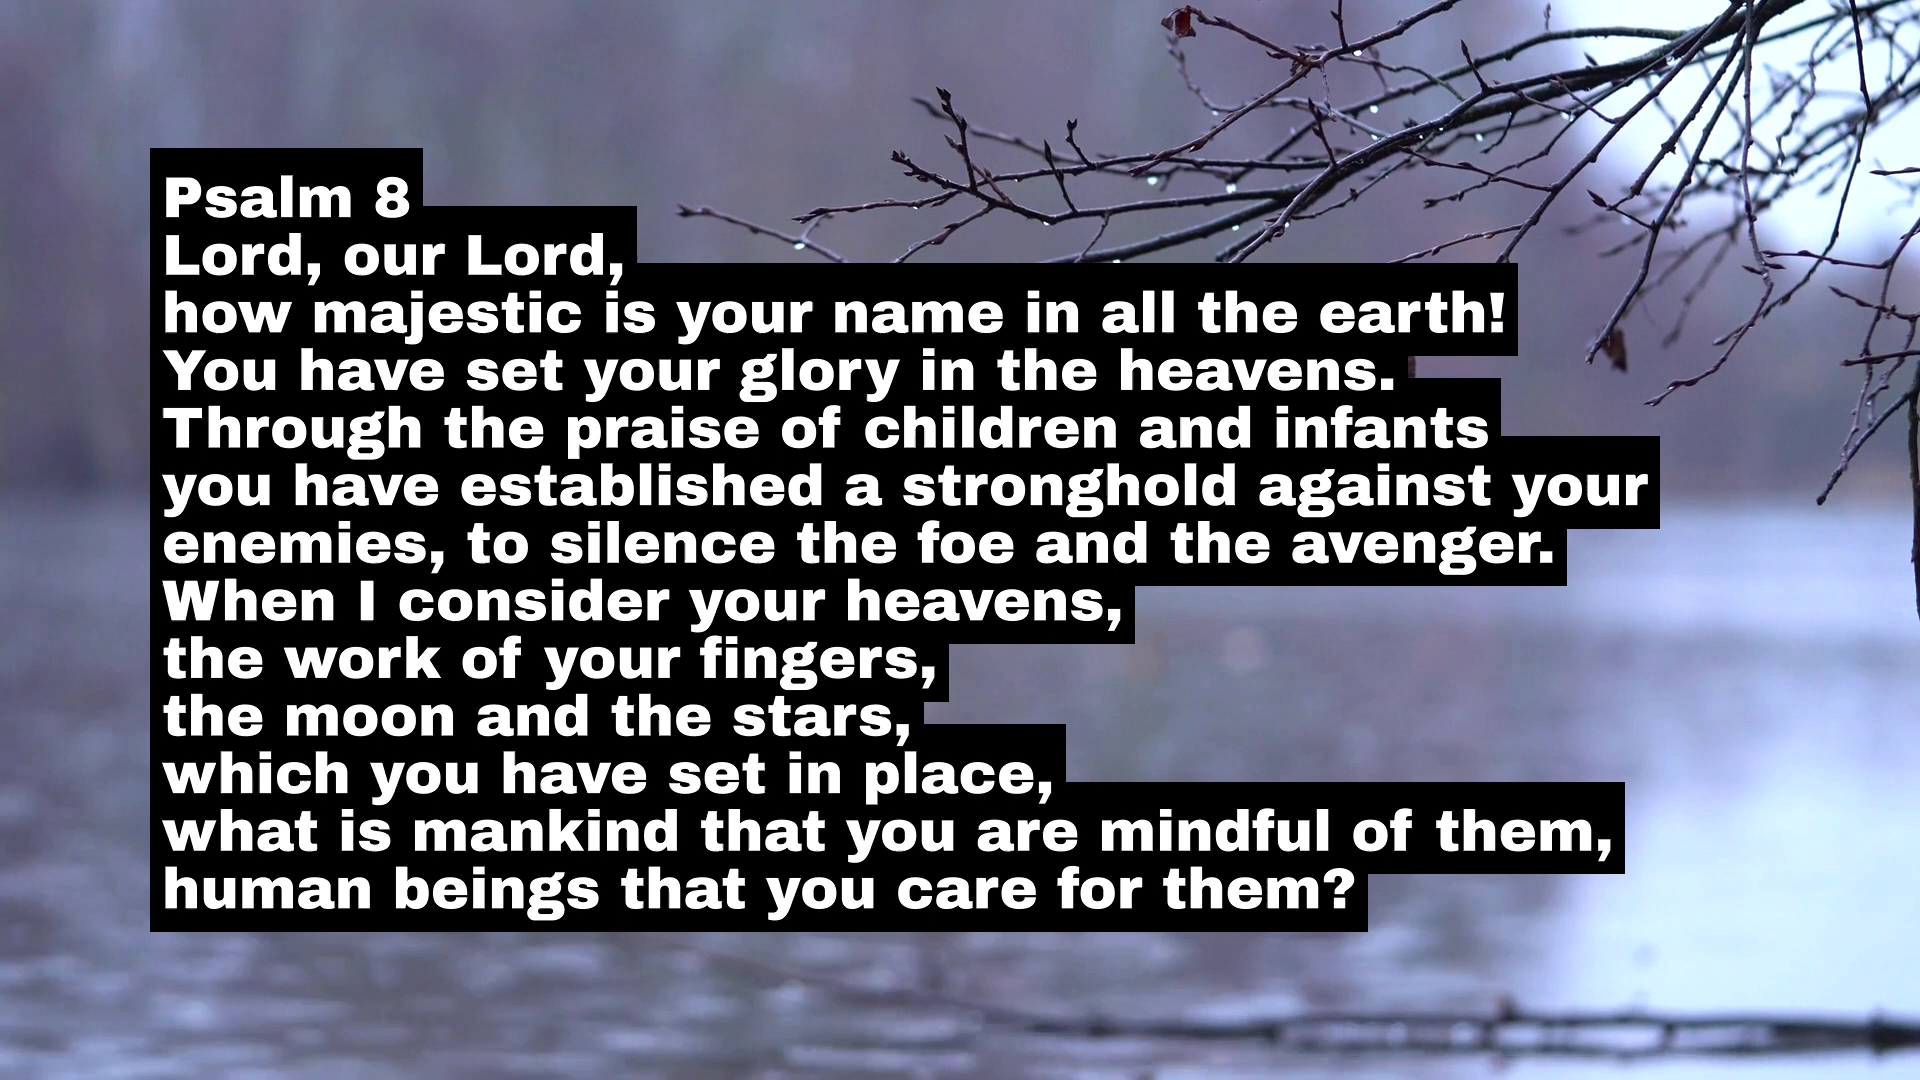 Psalm 8
Lord, our Lord,
how majestic is your name in all the earth!
You have set your glory in the heavens.
Through the praise of children and infants
you have established a stronghold against your
enemies, to silence the foe and the avenger.
When I consider your heavens,
the work of your fingers,
the moon and the stars,
which you have set in place,
what is mankind that you are mindful of them,
human beings that you care for them?